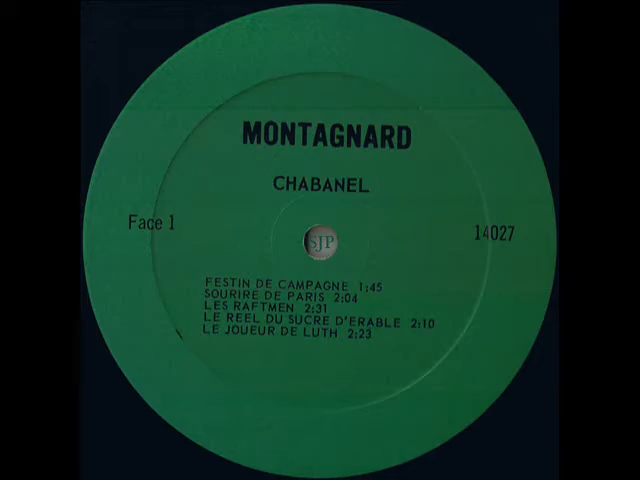 MONTAGNARD
CHABANEL
Face 1
14027
SJP
FESTIN DE CAMPAGNE 1:45
SOURIRE DE PARIS 2:04
LES RAFTMEN 2:31
LE REEL DU SUCRE D'ERABLE 2:10
LE JOUEUR DE LUTH 2:23